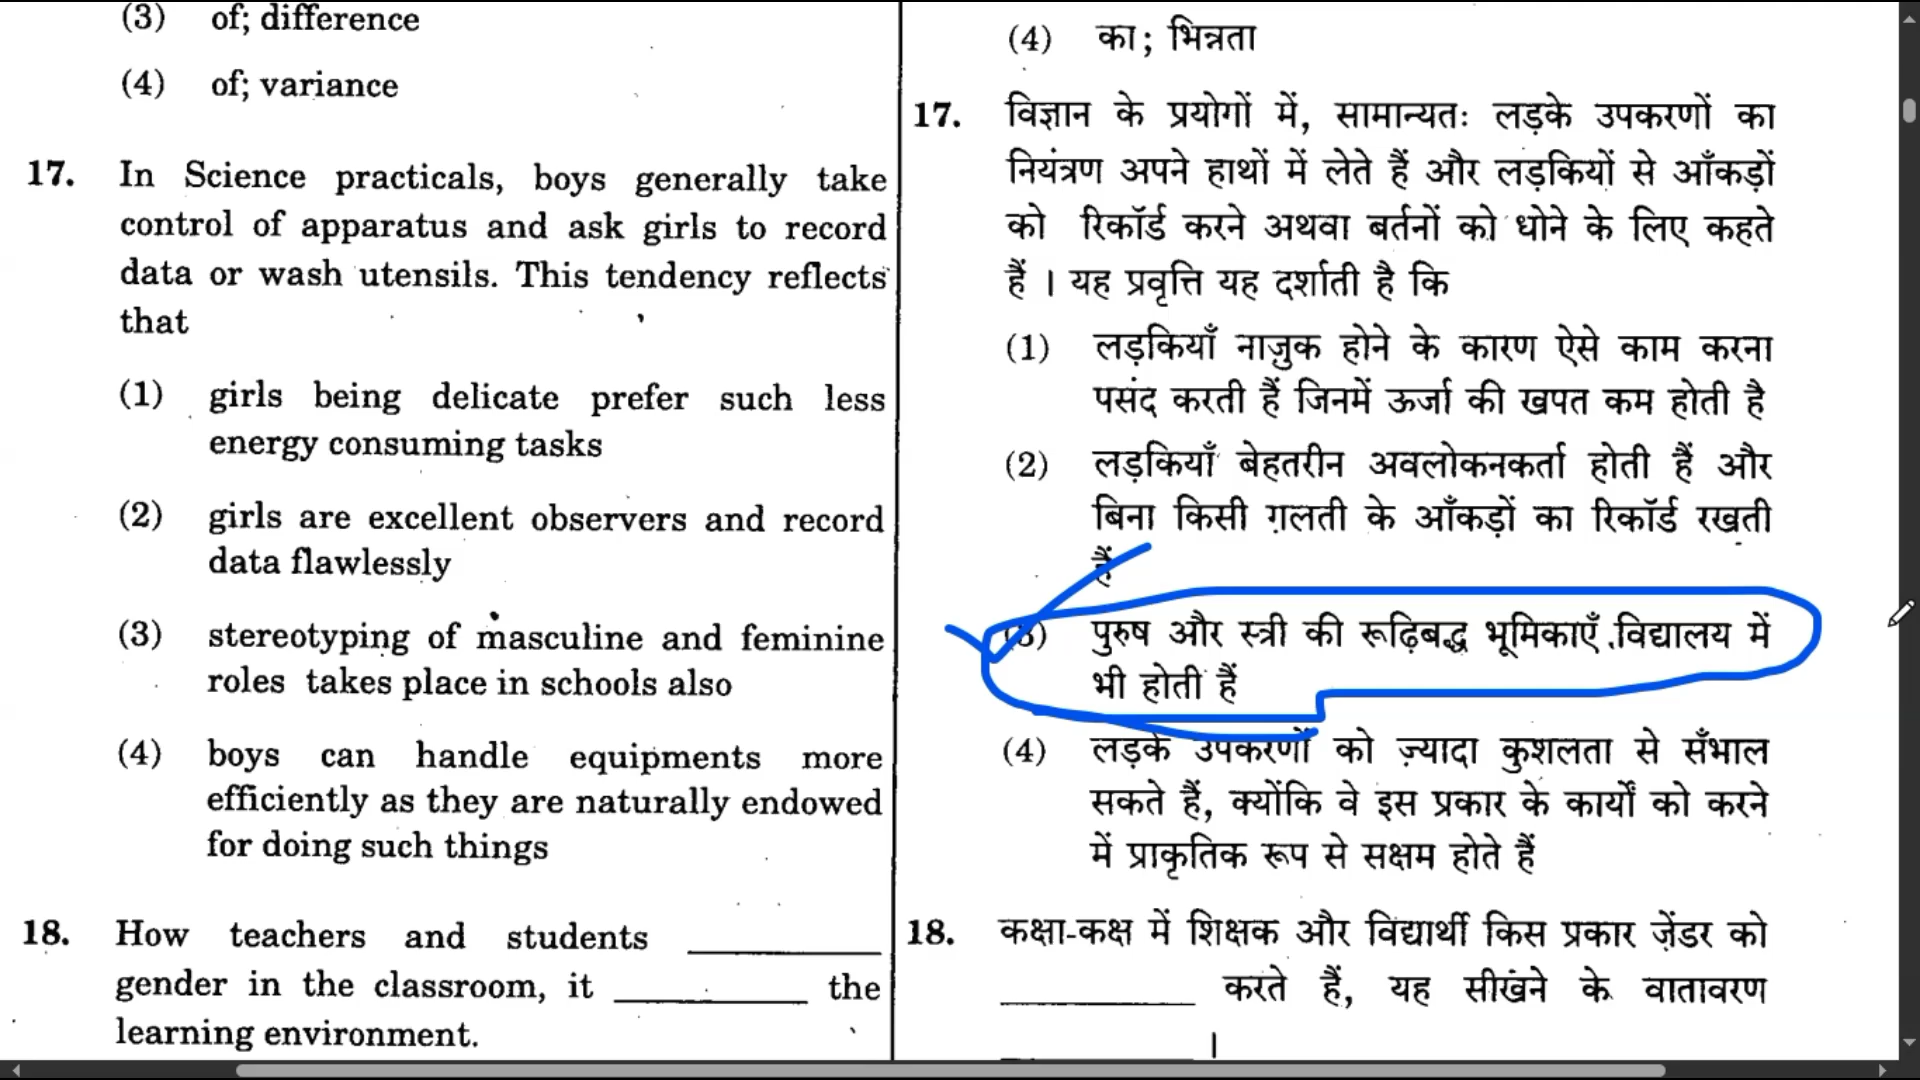 (3) of; difference
(4) of; variance
17. In Science practicals, boys generally take
control of apparatus and ask girls to record
data or wash utensils. This tendency reflects
that
(1) girls being delicate prefer such less
energy consuming tasks
(2) girls are excellent observers and record
data flawlessly
(3) stereotyping of masculine and feminine
roles takes place in schools also
(4) boys can handle equipments more
efficiently as they are naturally endowed
for doing such things
18. How teachers and students ________
gender in the classroom, it ________ the
learning environment.
(4) का; भिन्नता
17. विज्ञान के प्रयोगों में, सामान्यतः लड़के उपकरणों का
नियंत्रण अपने हाथों में लेते हैं और लड़कियों से आँकड़ों
को रिकॉर्ड करने अथवा बर्तनों को धोने के लिए कहते
हैं । यह प्रवृत्ति यह दर्शाती है कि
(1) लड़कियाँ नाज़ुक होने के कारण ऐसे काम करना
पसंद करती हैं जिनमें ऊर्जा की खपत कम होती है
(2) लड़कियाँ बेहतरीन अवलोकनकर्ता होती हैं और
बिना किसी ग़लती के आँकड़ों का रिकॉर्ड रखती
हैं
(3) पुरुष और स्त्री की रूढ़िबद्ध भूमिकाएँ विद्यालय में
भी होती हैं
(4) लड़के उपकरणों को ज़्यादा कुशलता से सँभाल
सकते हैं, क्योंकि वे इस प्रकार के कार्यों को करने
में प्राकृतिक रूप से सक्षम होते हैं
18. कक्षा-कक्ष में शिक्षक और विद्यार्थी किस प्रकार ज़ेंडर को
________ करते हैं, यह सीखने के वातावरण
________ ।